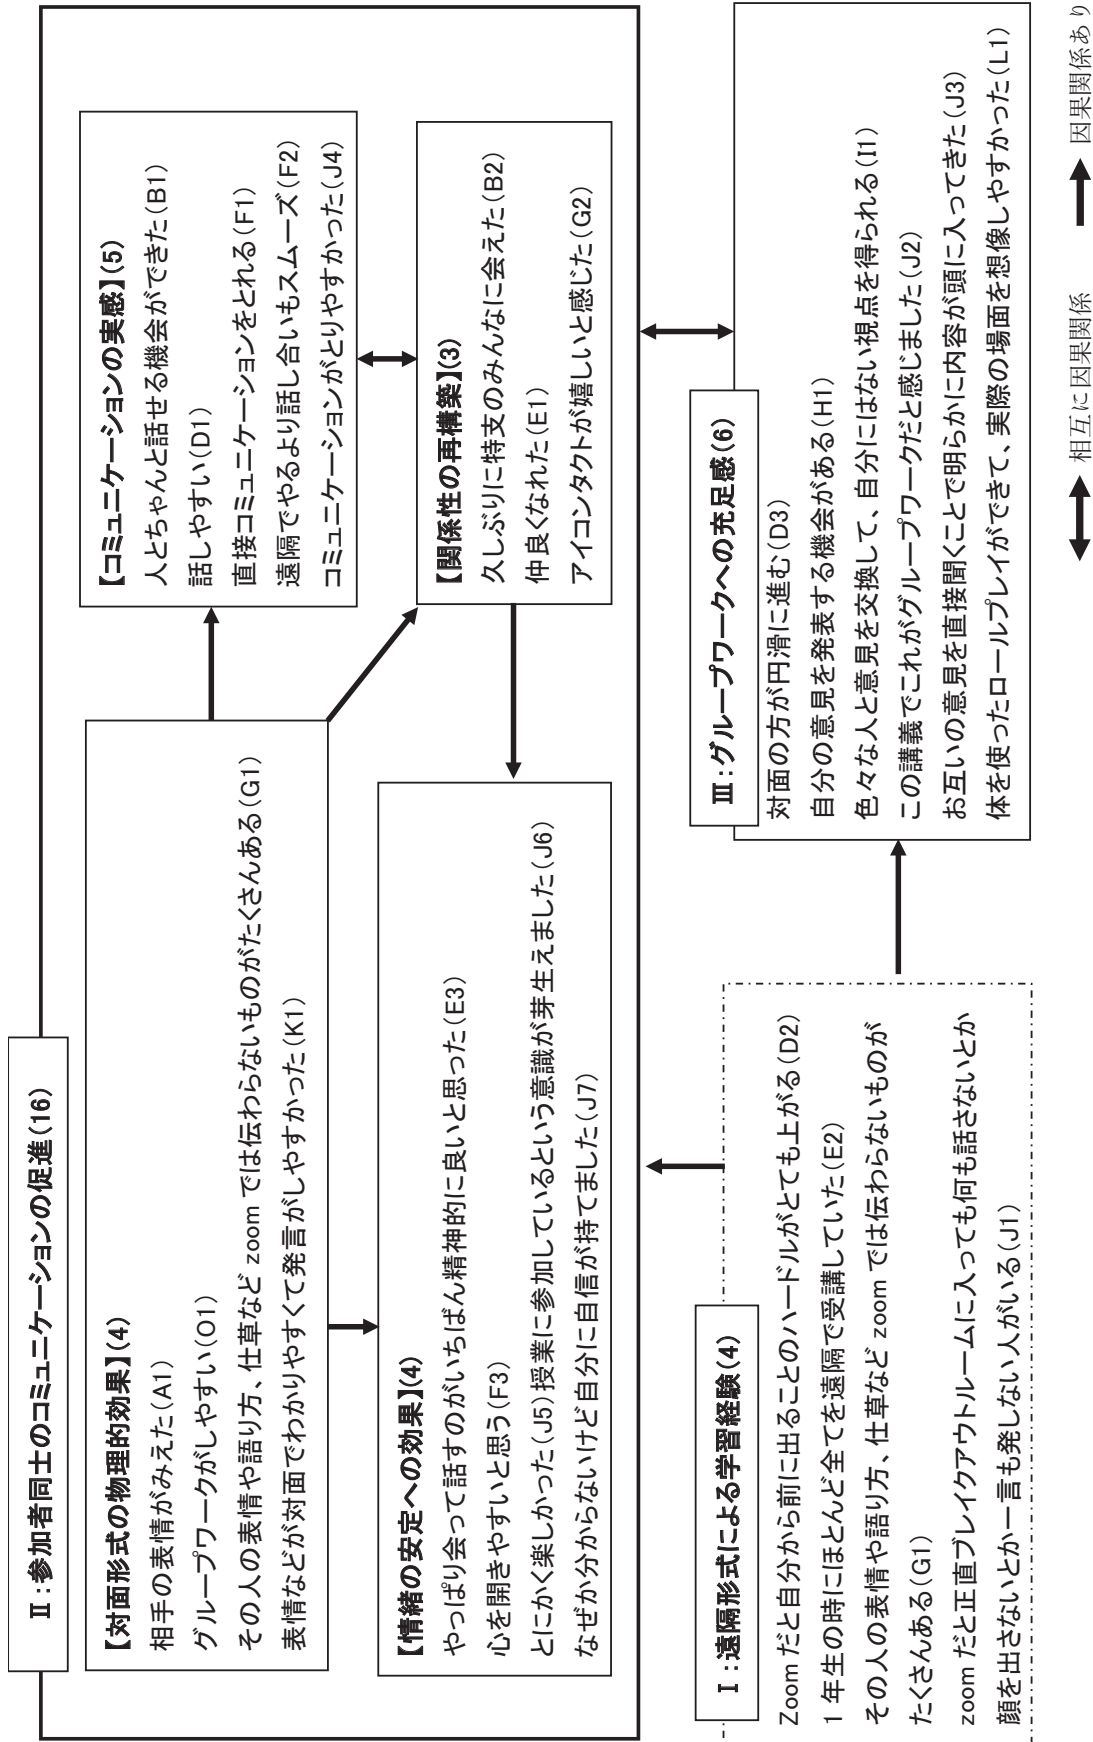 Ⅱ：参加者同士のコミュニケーションの促進(16)
【対面形式の物理的効果】(4)
相手の表情がみえた(A1)
グループワークがしやすい(O1)
その人の表情や語り方、仕草など zoom では伝わらないものがたくさんある(G1)
表情などが対面でわかりやすくて発言がしやすかった(K1)
【コミュニケーションの実感】(5)
人とちゃんと話せる機会ができた(B1)
話しやすい(D1)
直接コミュニケーションをとれる(F1)
遠隔でやるより話し合いもスムーズ(F2)
コミュニケーションがとりやすかった(J4)
【情緒の安定への効果】(4)
やっぱり会って話すのがいちばん精神的に良いと思った(E3)
心を開きやすいと思う(F3)
とにかく楽しかった(J5)授業に参加しているという意識が芽生えました(J6)
なぜか分からないけど自分に自信が持てました(J7)
【関係性の再構築】(3)
久しぶりに特支のみんなに会えた(B2)
仲良くなれた(E1)
アイコンタクトが嬉しいと感じた(G2)
Ⅰ：遠隔形式による学習経験(4)
Zoom だと自分から前に出ることのハードルがとても上がる(D2)
1 年生の時にほとんど全てを遠隔で受講していた(E2)
その人の表情や語り方、仕草など zoom では伝わらないものが
たくさんある(G1)
zoom だと正直ブレイクアウトルームに入っても何も話さないとか
顔を出さないとか一言も発しない人がいる(J1)
Ⅲ：グループワークへの充足感(6)
対面の方が円滑に進む(D3)
自分の意見を発表する機会がある(H1)
色々な人と意見を交換して、自分にはない視点を得られる(I1)
この講義でこれがグループワークだと感じました(J2)
お互いの意見を直接聞くことで明らかに内容が頭に入ってきた(J3)
体を使ったロールプレイができて、実際の場面を想像しやすかった(L1)
相互に因果関係
因果関係あり